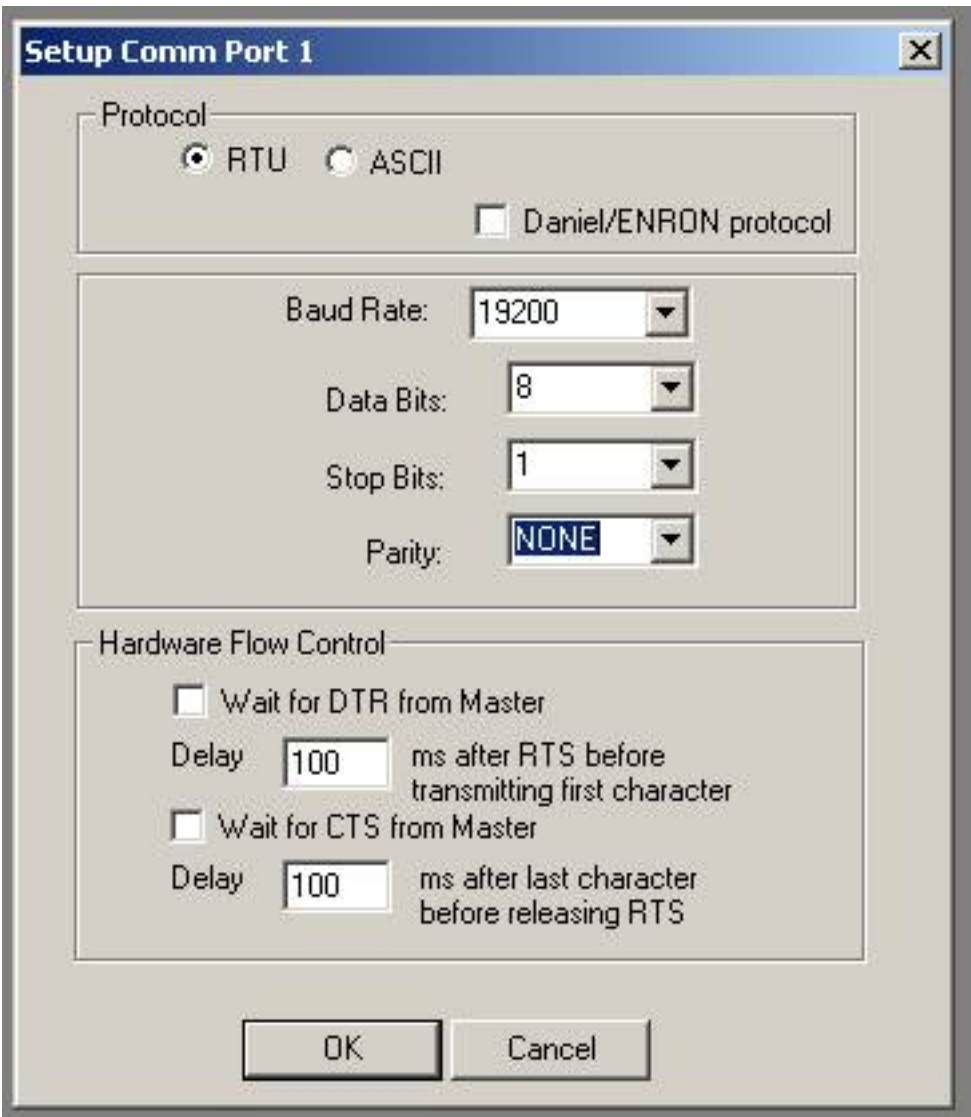 Setup Comm Port 1
Protocol
RTU ASCII
Daniel/ENRON protocol
Baud Rate: 19200
Data Bits: 8
Stop Bits: 1
Parity: NONE
Hardware Flow Control
Wait for DTR from Master
Delay 100 ms after RTS before
transmitting first character
Wait for CTS from Master
Delay 100 ms after last character
before releasing RTS
OK Cancel